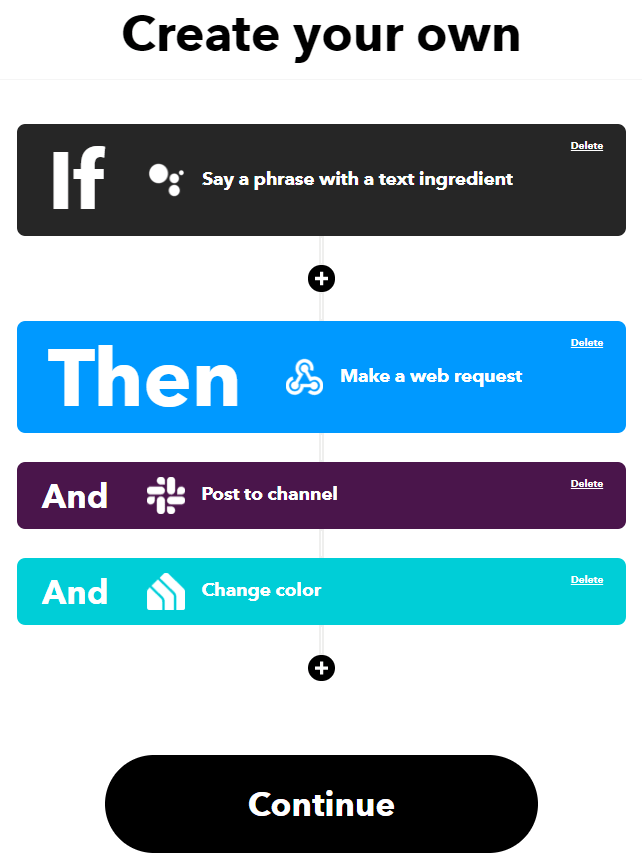 Create your own
Delete
If Say a phrase with a text ingredient
Delete
Then Make a web request
Delete
And Post to channel
Delete
And Change color
Continue